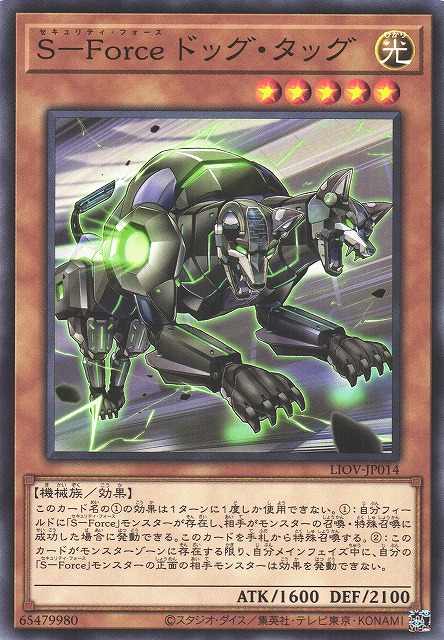 セキュリティ・フォース
S－Force ドッグ・タッグ
ひかり
光
LIOV-JP014
【機械族／効果】
このカード名の①の効果は1ターンに1度しか使用できない。①：自分フィー
ルドに「S－Force」モンスターが存在し、相手がモンスターの召喚・特殊召喚に
成功した場合に発動できる。このカードを手札から特殊召喚する。②：こ
のカードがモンスターゾーンに存在する限り、自分メインフェイズ中に、自分の
「S－Force」モンスターの正面の相手モンスターは効果を発動できない。
ATK/1600 DEF/2100
65479980 ©スタジオ・ダイス／集英社・テレビ東京・KONAMI